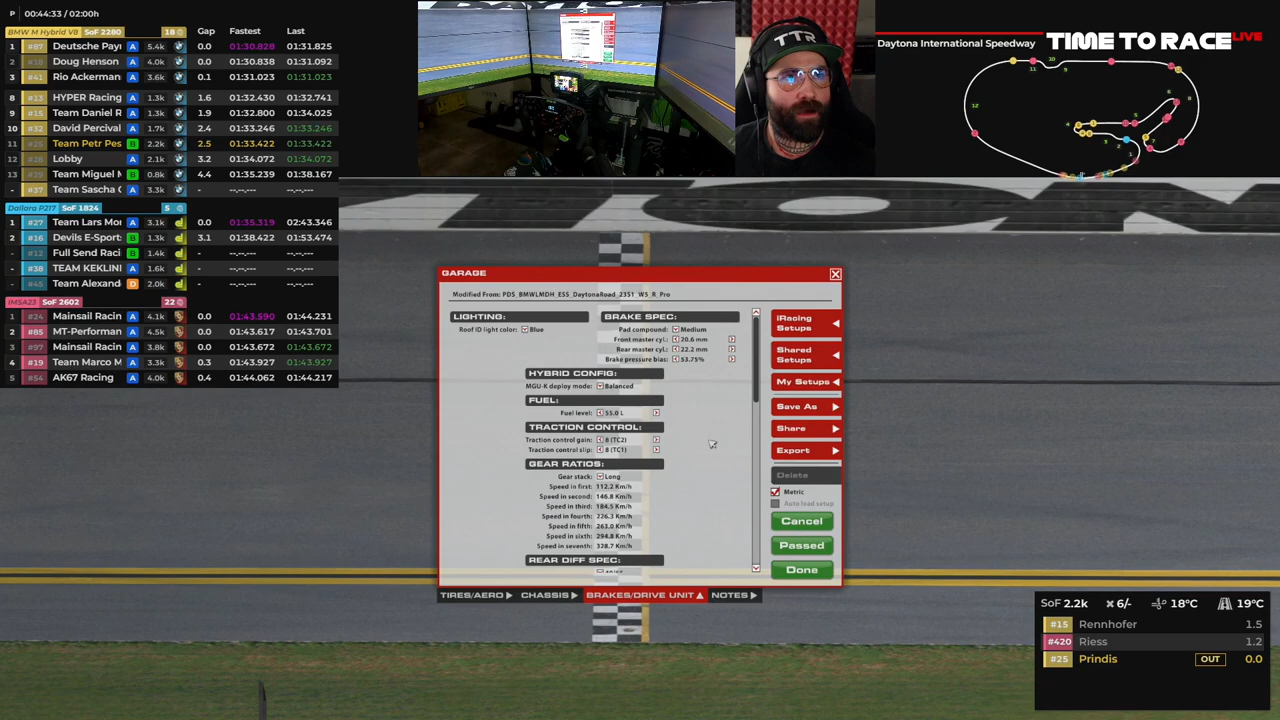 P 00:44:33 / 02:00h
BMW M Hybrid V8 SoF 2280 18 Gap Fastest Last
1 #87 Deutsche Payr A 5.4k 0.0 01:30.828 01:31.025
2 #18 Doug Henson A 4.0k 0.0
3 #41 Rio Ackerman A 3.6k 0.1 01:31.023 01:31.023
8 #13 HYPER Racing A 1.3k 1.6 01:32.430 01:32.741
9 #15 Team Daniel R A 1.3k 1.9 01:32.800 01:34.025
10 #32 David Percival A 1.7k 2.4 01:33.246 01:33.246
11 #25 Team Petr Pes B 2.2k 2.5 01:33.422 01:33.422
12 #28 Lobby A 2.1k 3.2 01:34.072 01:34.072
13 #29 Team Miguel M B 0.8k 4.4 01:35.239 01:38.167
- #37 Team Sascha A 3.3k - --.--.--- --.--.---
Dallara P217 SoF 1824 5
1 #27 Team Lars Mo A 3.1k 0.0 01:35.319 02:43.346
2 #16 Devils E-Sport B 1.3k 3.1 01:38.422 01:53.474
- #12 Full Send Raci B 1.4k - --.--.--- --.--.---
- #38 TEAM KEKLINI A 1.6k - --.--.--- --.--.---
- #45 Team Alexand D 2.0k - --.--.--- --.--.---
IMSA23 SoF 2602 22
1 #24 Mainsail Racin A 4.1k 0.0 01:43.590 01:44.231
2 #85 MT-Performan A 4.5k 0.0 01:43.617 01:43.701
3 #97 Mainsail Racin A 3.8k 0.0 01:43.672 01:43.672
4 #19 Team Marco M A 3.3k 0.3 01:43.927 01:43.927
5 #54 AK67 Racing A 4.0k 0.4 01:44.062 01:44.217
TTR
Daytona International Speedway TIME TO RACE LIVE
GARAGE
Modified From: PDS_BMWLMDH_ESS_DaytonaRoad_2351_W5_R_Pro
LIGHTING:
Roof ID light color: Blue
BRAKE SPEC:
Pad compound: Medium
Front master cyl.: 20.6 mm
Rear master cyl.: 22.2 mm
Brake pressure bias: 53.75%
HYBRID CONFIG:
MGU-K deploy mode: Balanced
FUEL:
Fuel level: 55.0 L
TRACTION CONTROL:
Traction control gain: 8 (TC2)
Traction control slip: 8 (TC1)
GEAR RATIOS:
Gear stack: Long
Speed in first: 112.2 Km/h
Speed in second: 146.8 Km/h
Speed in third: 184.5 Km/h
Speed in fourth: 226.3 Km/h
Speed in fifth: 263.0 Km/h
Speed in sixth: 294.8 Km/h
Speed in seventh: 328.7 Km/h
REAR DIFF SPEC:
iRacing Setups
Shared Setups
My Setups
Save As
Share
Export
Delete
Metric
Auto load setup
Cancel
Passed
Done
TIRES/AERO CHASSIS BRAKES/DRIVE UNIT NOTES
SoF 2.2k 6/- 18°C 19°C
#15 Rennhofer 1.5
#420 Riess 1.2
#25 Prindis OUT 0.0